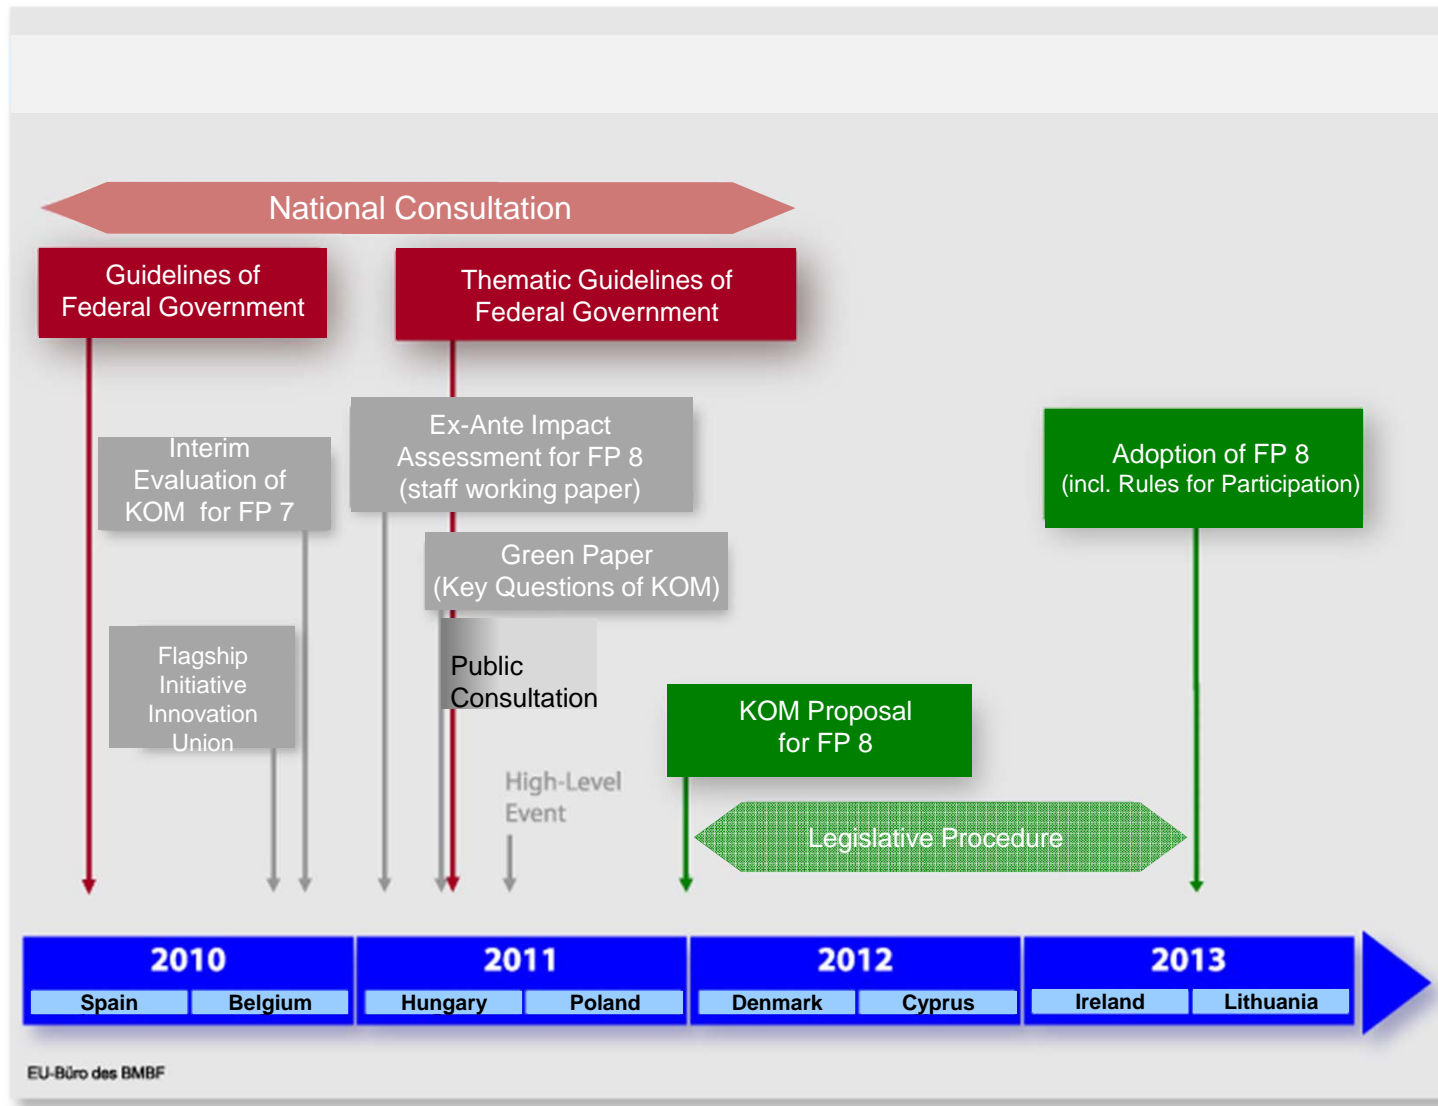 National Consultation
Guidelines of
Federal Government
Thematic Guidelines of
Federal Government
Interim
Evaluation of
KOM for FP 7
Ex-Ante Impact
Assessment for FP 8
(staff working paper)
Adoption of FP 8
(incl. Rules for Participation)
Green Paper
(Key Questions of KOM)
Flagship
Initiative
Innovation
Union
Public
Consultation
KOM Proposal
for FP 8
High-Level
Event
Legislative Procedure
2010
2011
2012
2013
Spain
Belgium
Hungary
Poland
Denmark
Cyprus
Ireland
Lithuania
EU-Büro des BMBF